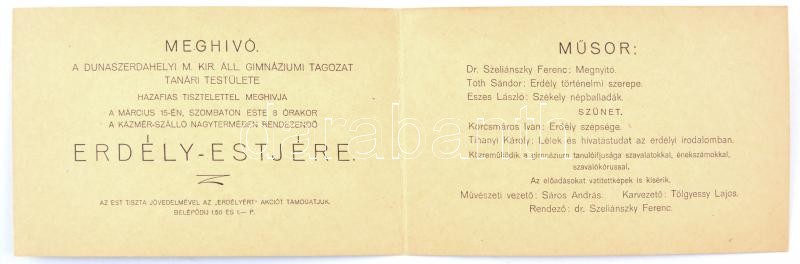 MEGHIVÓ.
A DUNASZERDAHELYI M. KIR. ÁLL. GIMNÁZIUMI TAGOZAT
TANÁRI TESTÜLETE
HAZAFIAS TISZTELETTEL MEGHIVJA
A MÁRCIUS 15-ÉN, SZOMBATON ESTE 8 ÓRAKOR
A KAZMÉR-SZÁLLÓ NAGYTERMÉBEN RENDEZENDŐ
ERDÉLY-ESTJÉRE.
AZ EST TISZTA JÖVEDELMÉVEL AZ „ERDÉLYÉRT" AKCIÓT TÁMOGATJUK.
BELÉPŐDIJ 1.50 ÉS 1.— P.
MŰSOR:
Dr. Szeliánszky Ferenc: Megnyitó.
Tóth Sándor: Erdély történelmi szerepe.
Eszes László: Székely népballadák.
SZÜNET.
Korcsmáros Iván: Erdély szépsége.
Tihanyi Károly: Lélek és hivatástudat az erdélyi irodalomban.
Közreműködik a gimnázium tanulóifjusága szavalatokkal, énekszámokkal,
szavalókórussal.
Az előadásokat vetitettképek is kisérik.
Művészeti vezető: Sáros András. Karvezető: Tölgyessy Lajos.
Rendező: dr. Szeliánszky Ferenc.
darabanth